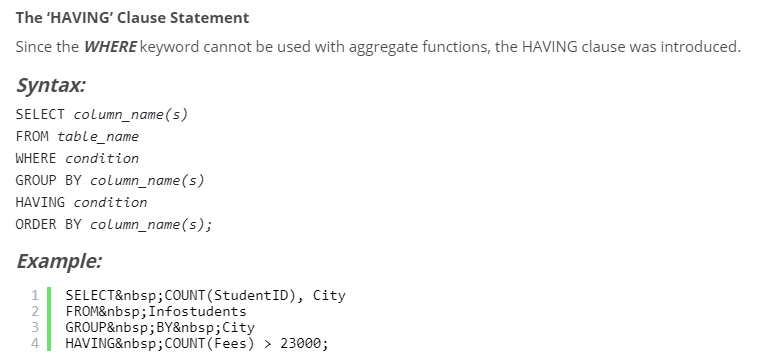 The ‘HAVING’ Clause Statement
Since the WHERE keyword cannot be used with aggregate functions, the HAVING clause was introduced.
Syntax:
SELECT column_name(s)
FROM table_name
WHERE condition
GROUP BY column_name(s)
HAVING condition
ORDER BY column_name(s);
Example:
1 SELECT&nbsp;COUNT(StudentID), City
2 FROM&nbsp;Infostudents
3 GROUP&nbsp;BY&nbsp;City
4 HAVING&nbsp;COUNT(Fees) > 23000;